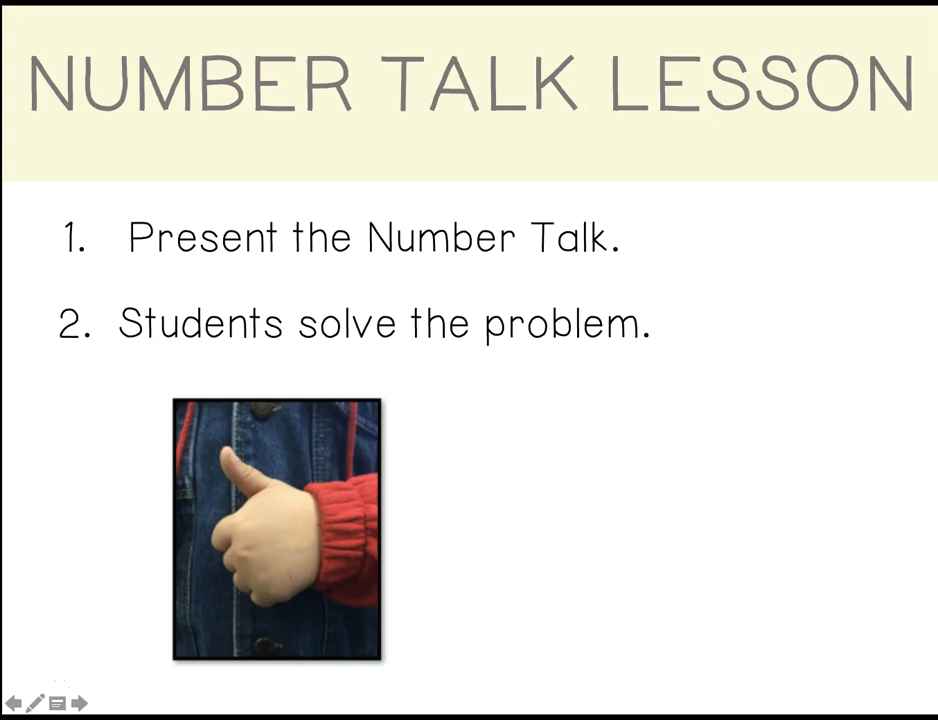 NUMBER TALK LESSON
1. Present the Number Talk.
2. Students solve the problem.